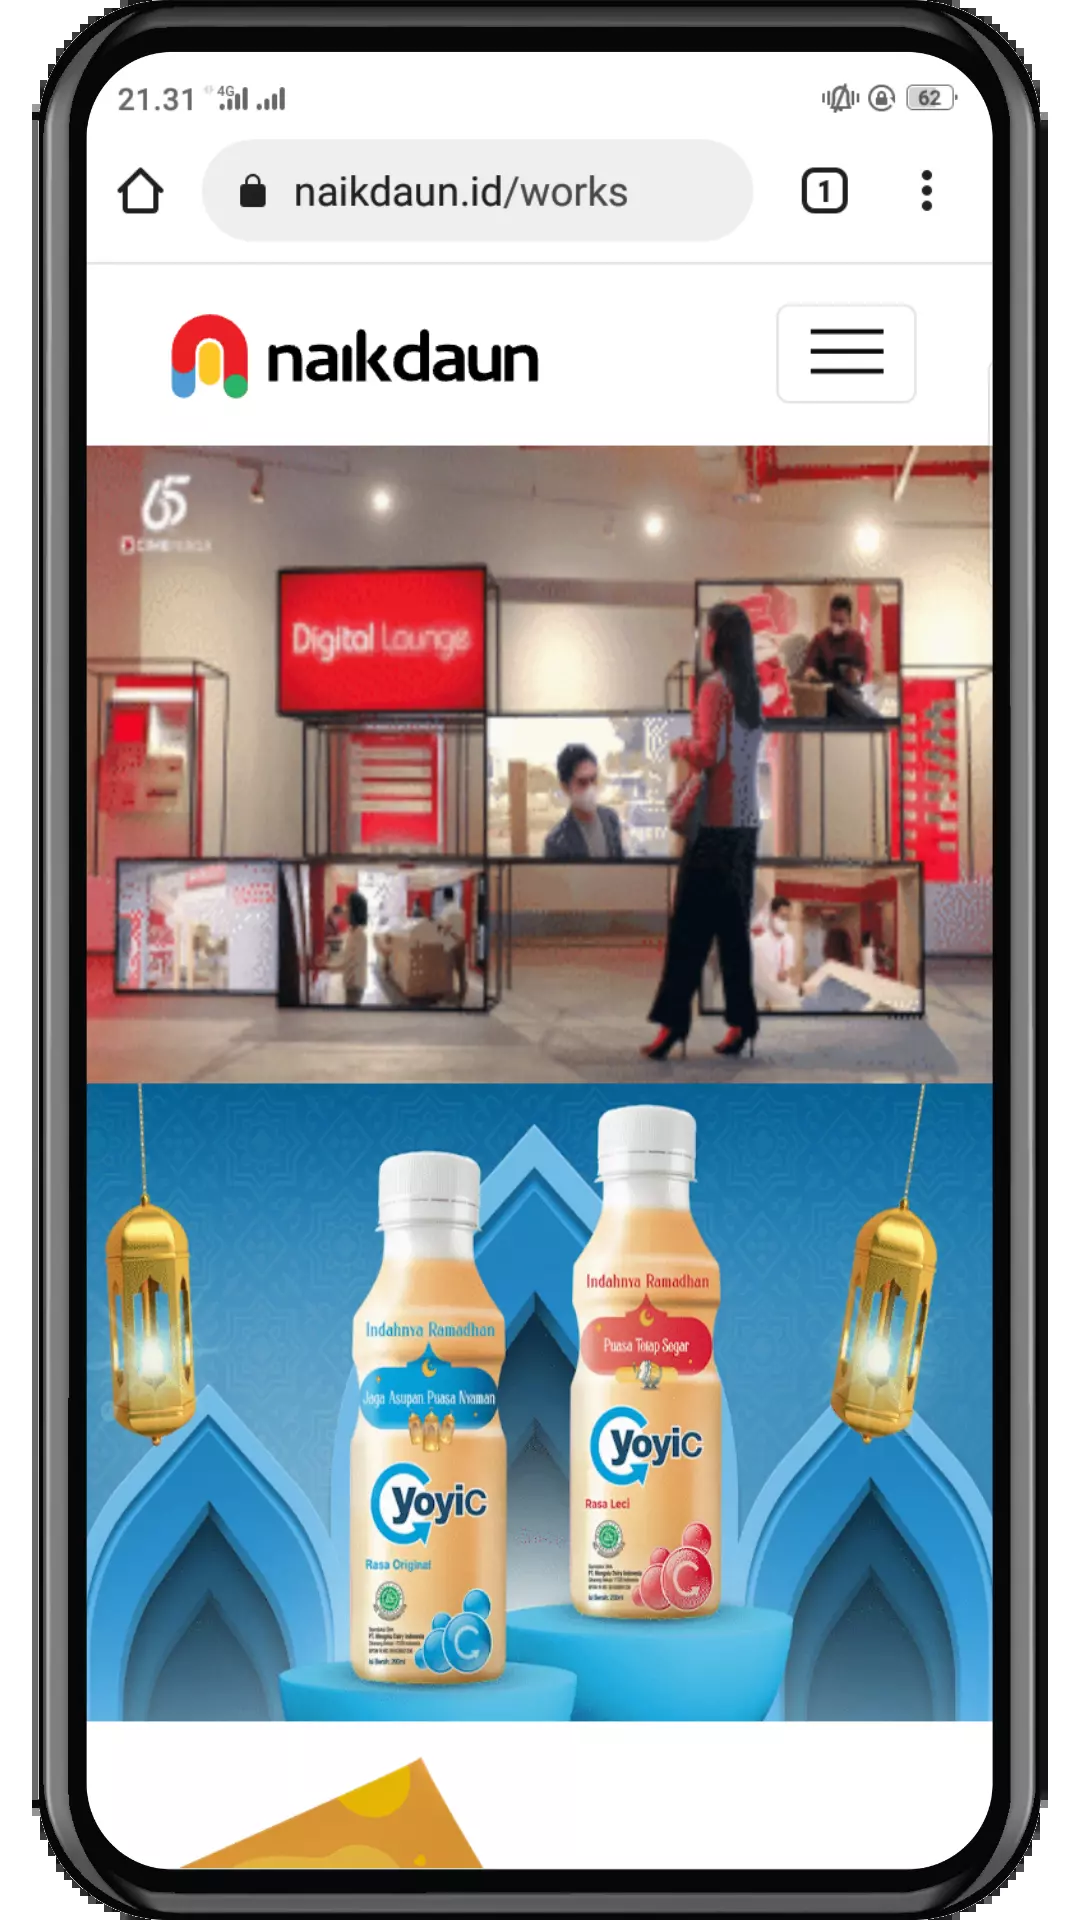 21.31
4G
62
naikdaun.id/works
1
naikdaun
65
Digital Lounge
Indahnya Ramadhan
Puasa Tetap Segar
Yoyic
Rasa Leci
Indahnya Ramadhan
Jaga Asupan Puasa Nyaman
Yoyic
Rasa Original